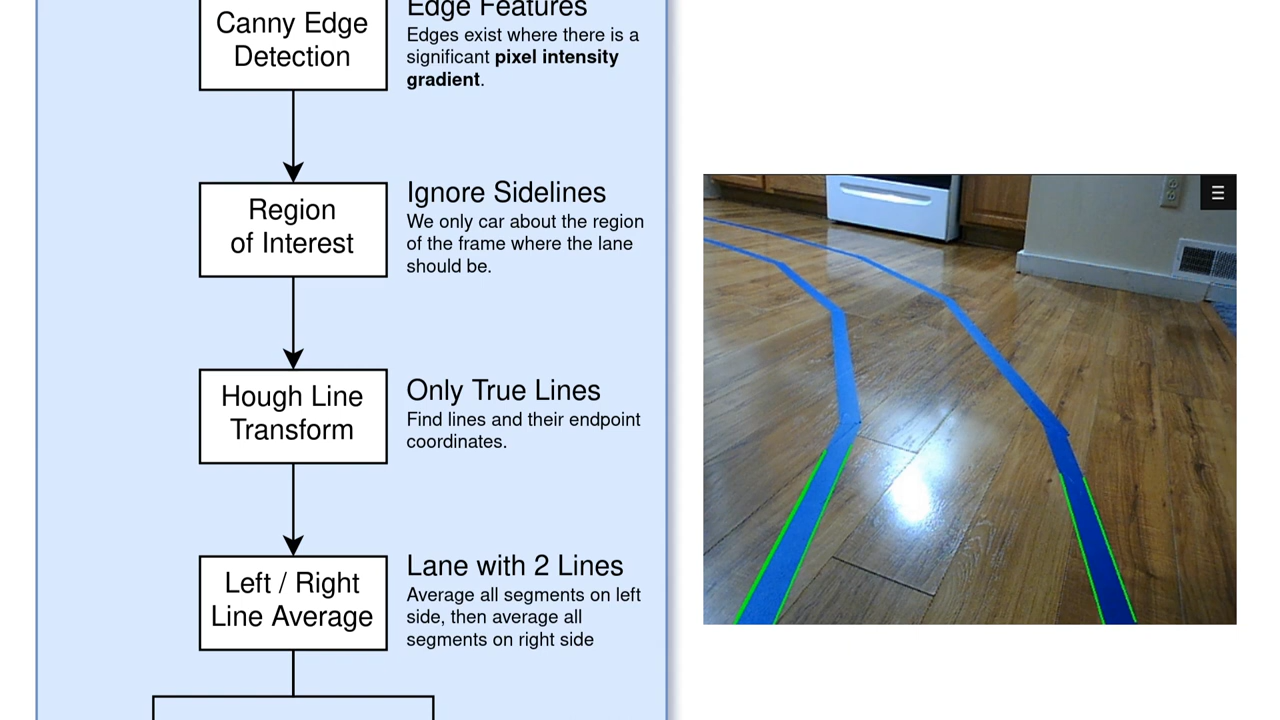 Canny Edge
Detection
Edge Features
Edges exist where there is a
significant pixel intensity
gradient.
Region
of Interest
Ignore Sidelines
We only car about the region
of the frame where the lane
should be.
Hough Line
Transform
Only True Lines
Find lines and their endpoint
coordinates.
Left / Right
Line Average
Lane with 2 Lines
Average all segments on left
side, then average all
segments on right side